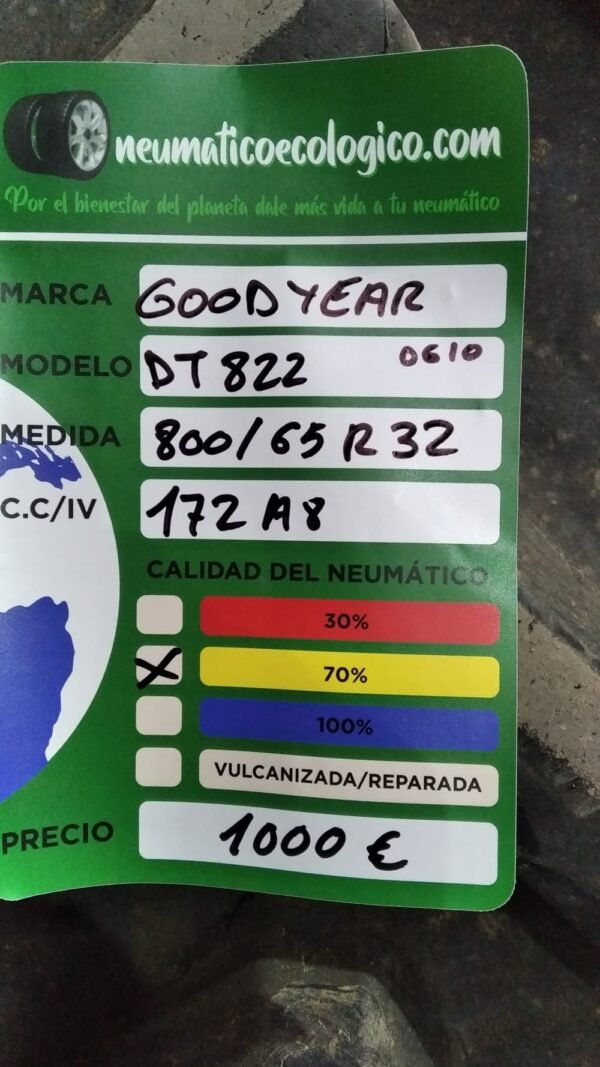 neumaticoecologico.com
Por el bienestar del planeta dale más vida a tu neumático
MARCA GOODYEAR
MODELO DT 822 0610
MEDIDA 800/65 R 32
C.C/IV 172 A8
CALIDAD DEL NEUMÁTICO
30%
X 70%
100%
VULCANIZADA/REPARADA
PRECIO 1000 €